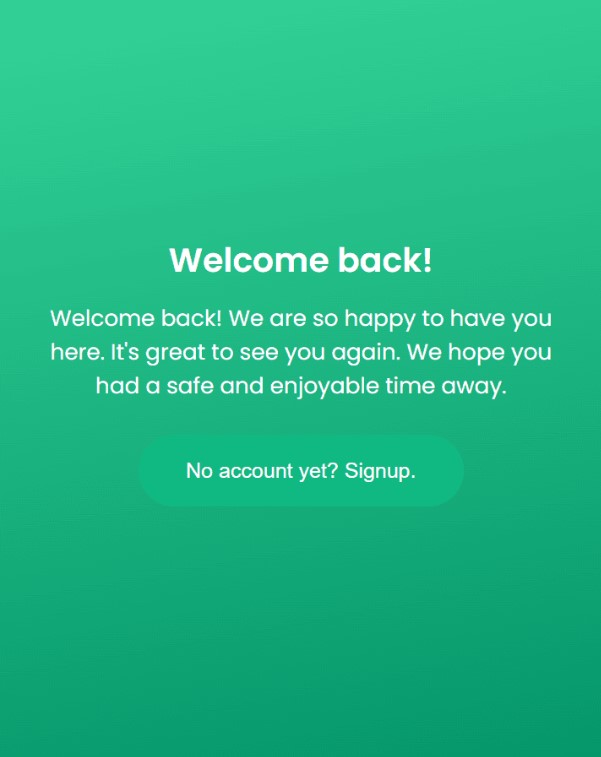 Welcome back!
Welcome back! We are so happy to have you
here. It's great to see you again. We hope you
had a safe and enjoyable time away.
No account yet? Signup.